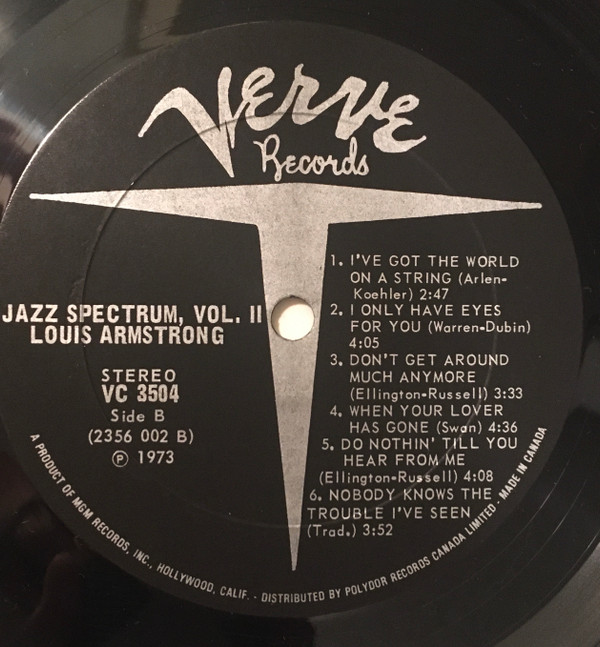 Verve
Records
JAZZ SPECTRUM, VOL. II
LOUIS ARMSTRONG
STEREO
VC 3504
Side B
(2356 002 B)
℗ 1973
1. I'VE GOT THE WORLD
ON A STRING (Arlen-
Koehler) 2:47
2. I ONLY HAVE EYES
FOR YOU (Warren-Dubin)
4:05
3. DON'T GET AROUND
MUCH ANYMORE
(Ellington-Russell) 3:33
4. WHEN YOUR LOVER
HAS GONE (Swan) 4:36
5. DO NOTHIN' TILL YOU
HEAR FROM ME
(Ellington-Russell) 4:08
6. NOBODY KNOWS THE
TROUBLE I'VE SEEN
(Trad.) 3:52
A PRODUCT OF MGM RECORDS, INC., HOLLYWOOD, CALIF. - DISTRIBUTED BY POLYDOR RECORDS CANADA LIMITED - MADE IN CANADA